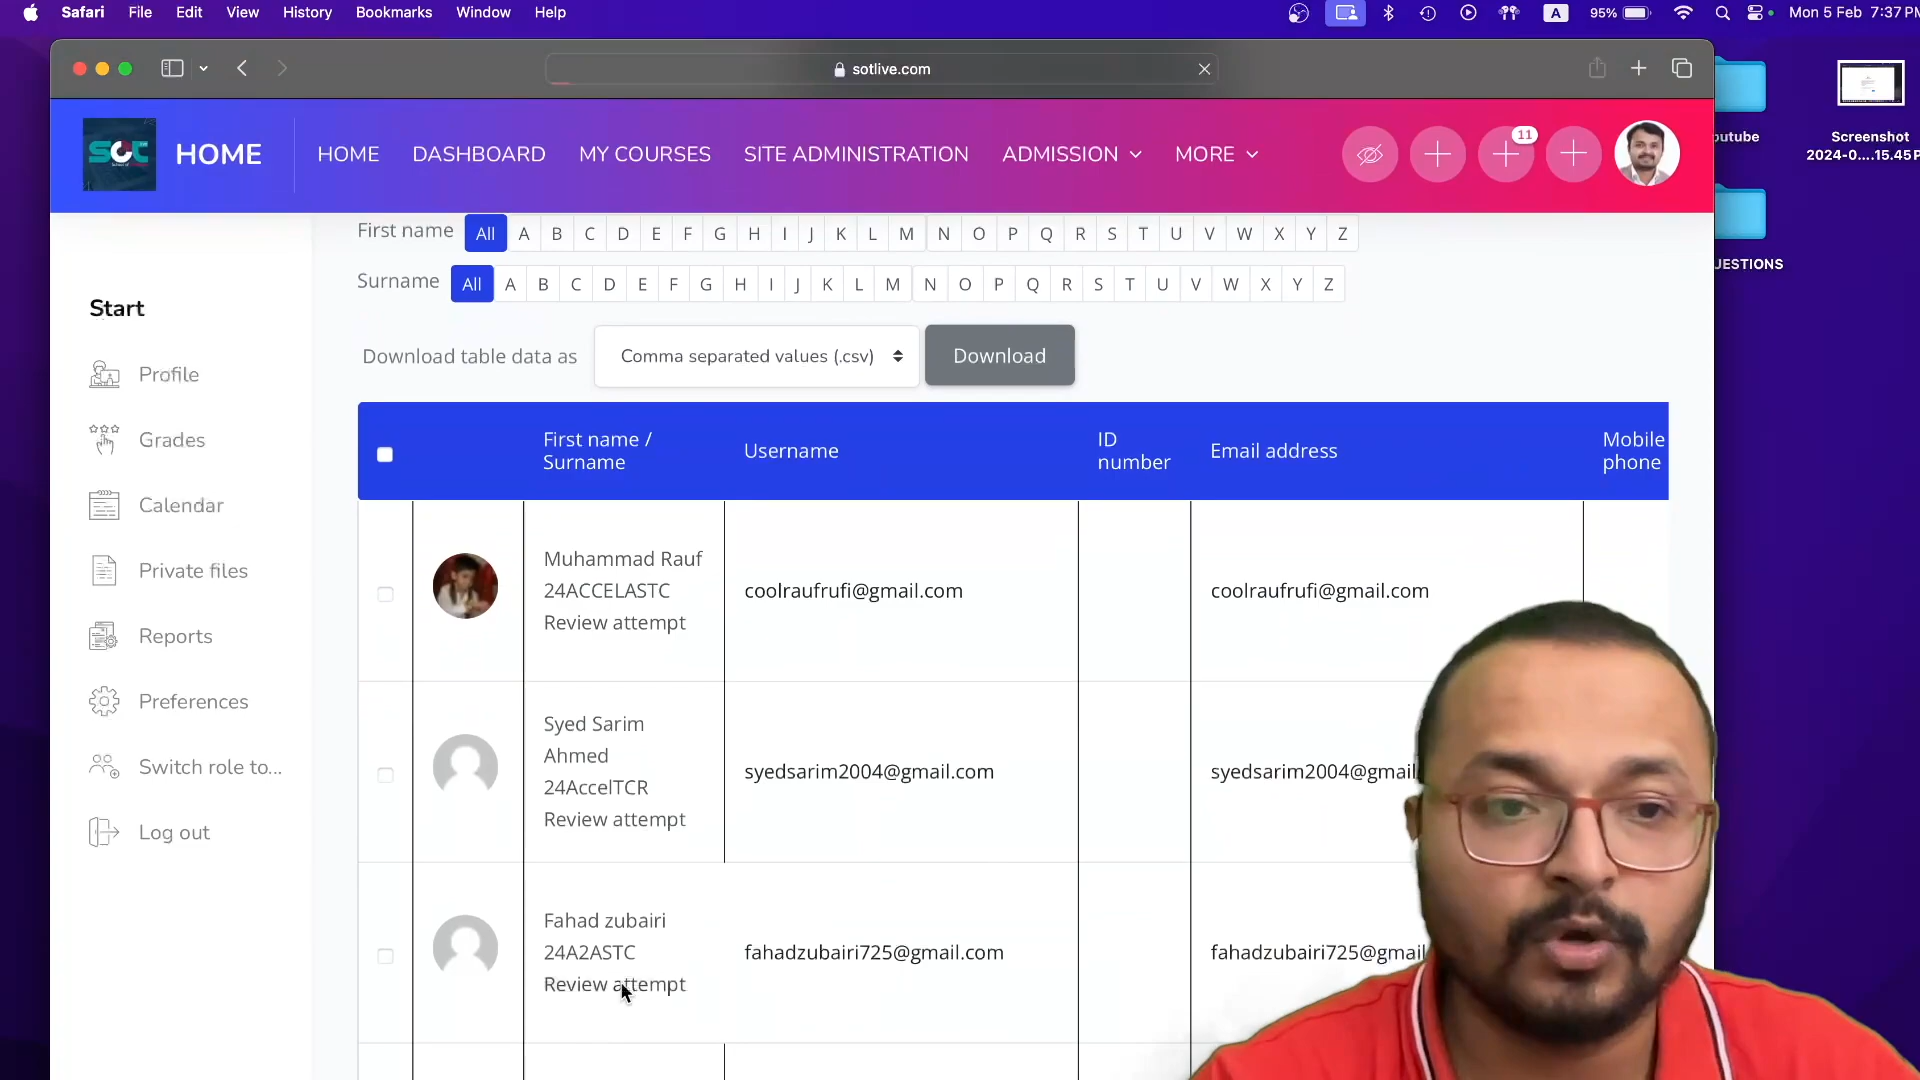 Safari File Edit View History Bookmarks Window Help A 95% Mon 5 Feb 7:37
sotlive.com
SOT HOME HOME DASHBOARD MY COURSES SITE ADMINISTRATION ADMISSION MORE 11
outube
Screenshot
2024-0....15.45
UESTIONS
First name All A B C D E F G H I J K L M N O P Q R S T U V W X Y Z
Surname All A B C D E F G H I J K L M N O P Q R S T U V W X Y Z
Download table data as Comma separated values (.csv) Download
Start
Profile
Grades
Calendar
Private files
Reports
Preferences
Switch role to...
Log out
First name /
Surname
Username
ID
number
Email address
Mobile
phone
Muhammad Rauf
24ACCELASTC
Review attempt
coolraufrufi@gmail.com
coolraufrufi@gmail.com
Syed Sarim
Ahmed
24AccelTCR
Review attempt
syedsarim2004@gmail.com
syedsarim2004@gmail
Fahad zubairi
24A2ASTC
Review attempt
fahadzubairi725@gmail.com
fahadzubairi725@gmail